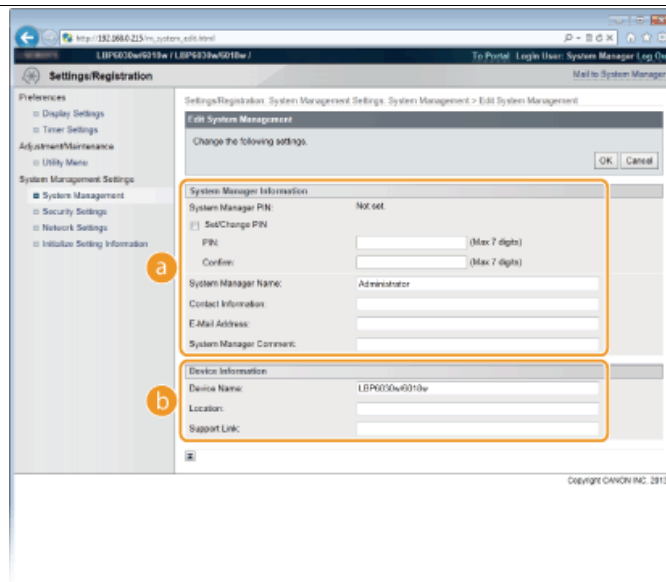 http://192.168.0.215/m_system_edit.html
LBP6030w/6018w / LBP6030w/6018w /
To Portal Login User: System Manager Log Ou
Settings/Registration
Mail to System Manager
Preferences
Display Settings
Timer Settings
Adjustment/Maintenance
Utility Menu
System Management Settings
System Management
Security Settings
Network Settings
Initialize Setting Information
Settings/Registration: System Management Settings: System Management > Edit System Management
Edit System Management
Change the following settings.
OK Cancel
a
System Manager Information
System Manager PIN: Not set.
Set/Change PIN
PIN: (Max 7 digits)
Confirm: (Max 7 digits)
System Manager Name: Administrator
Contact Information:
E-Mail Address:
System Manager Comment:
b
Device Information
Device Name: LBP6030w/6018w
Location:
Support Link:
Copyright CANON INC. 2013